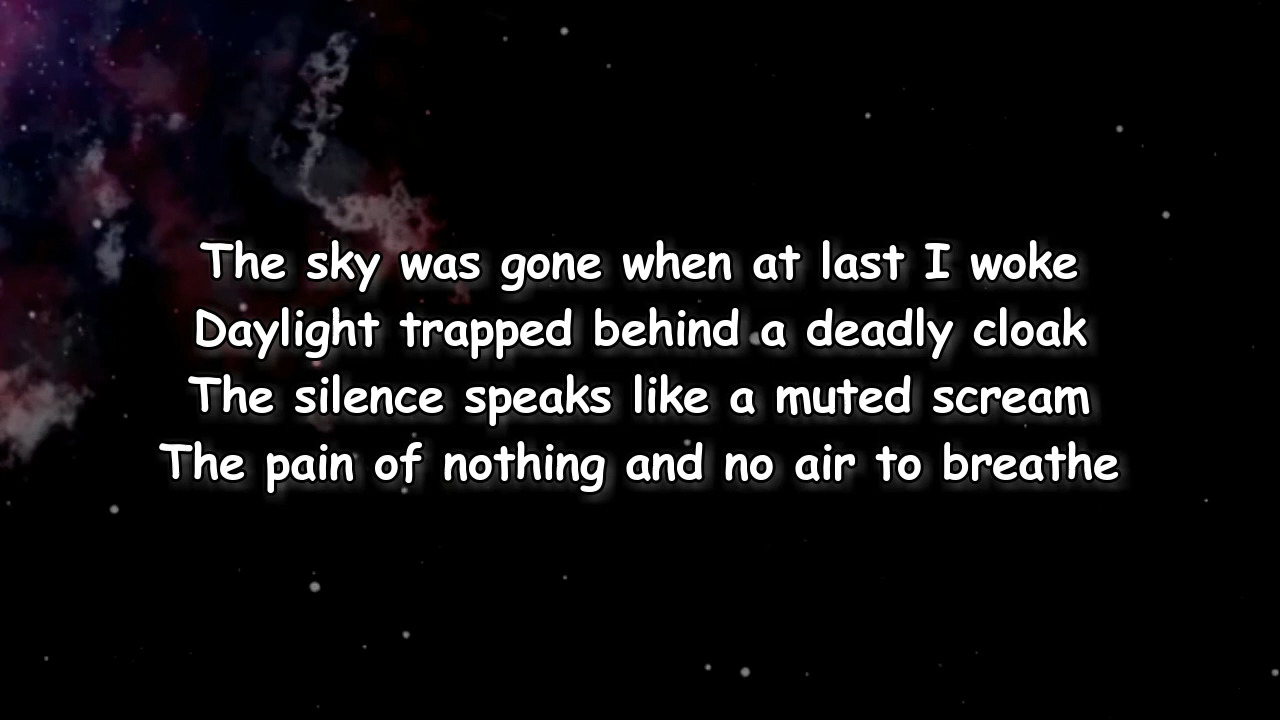 The sky was gone when at last I woke
Daylight trapped behind a deadly cloak
The silence speaks like a muted scream
The pain of nothing and no air to breathe